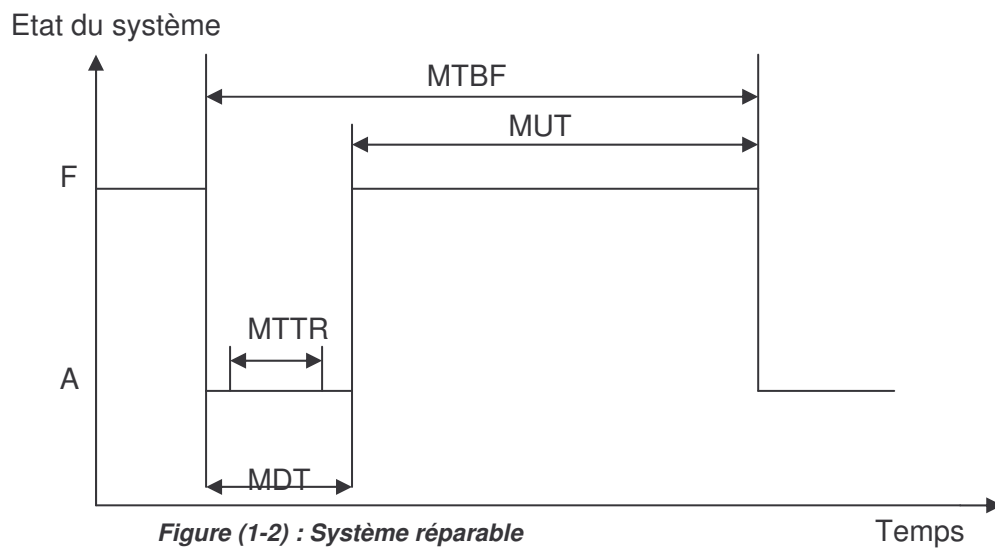 Etat du système
MTBF
MUT
F
MTTR
A
MDT
Figure (1-2) : Système réparable
Temps